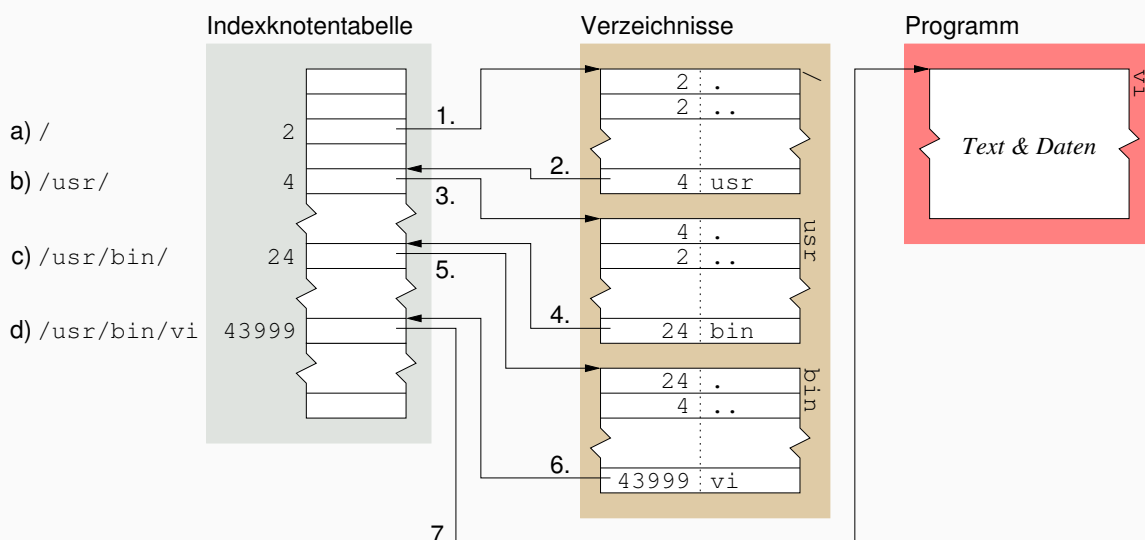 Indexknotentabelle
Verzeichnisse
Programm
a) / 2
b) /usr/ 4
c) /usr/bin/ 24
d) /usr/bin/vi 43999
1.
2.
3.
4.
5.
6.
7
/
2 .
2 ..
4 usr
usr
4 .
2 ..
24 bin
bin
24 .
4 ..
43999 vi
vi
Text & Daten